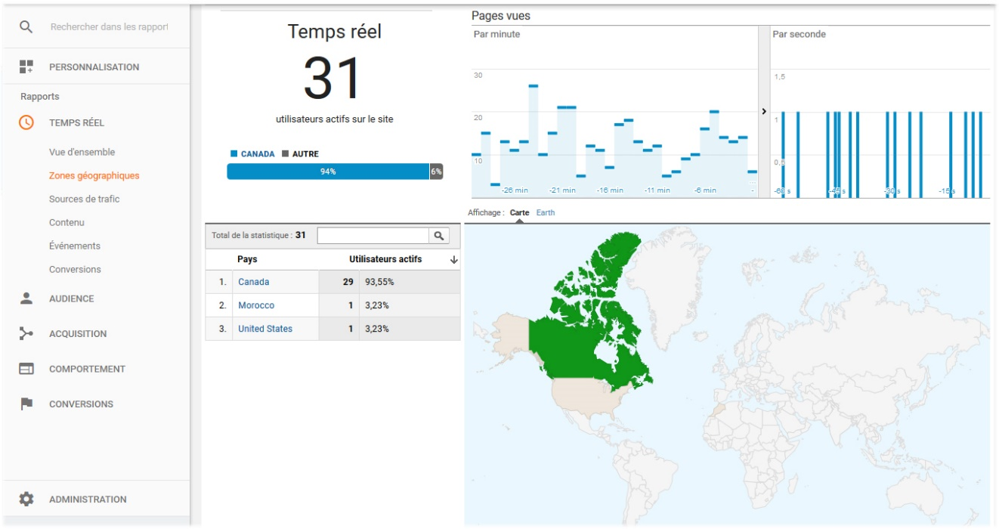 Rechercher dans les rapport
PERSONNALISATION
Rapports
TEMPS RÉEL
Vue d'ensemble
Zones géographiques
Sources de trafic
Contenu
Événements
Conversions
AUDIENCE
ACQUISITION
COMPORTEMENT
CONVERSIONS
ADMINISTRATION
Temps réel
31
utilisateurs actifs sur le site
CANADA AUTRE
94% 6%
Pages vues
Par minute
30
20
10
-26 min -21 min -16 min -11 min -6 min
Par seconde
1,5
1
0,5
-60 s -45 s -30 s -15 s
Affichage : Carte Earth
Total de la statistique : 31
Pays Utilisateurs actifs
1. Canada 29 93,55%
2. Morocco 1 3,23%
3. United States 1 3,23%